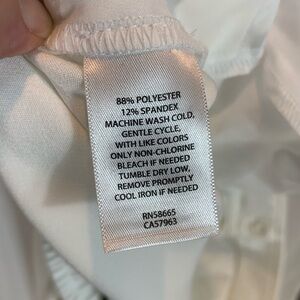 88% POLYESTER
12% SPANDEX
MACHINE WASH COLD,
GENTLE CYCLE,
WITH LIKE COLORS
ONLY NON-CHLORINE
BLEACH IF NEEDED
TUMBLE DRY LOW,
REMOVE PROMPTLY
COOL IRON IF NEEDED
RN58665
CA57963